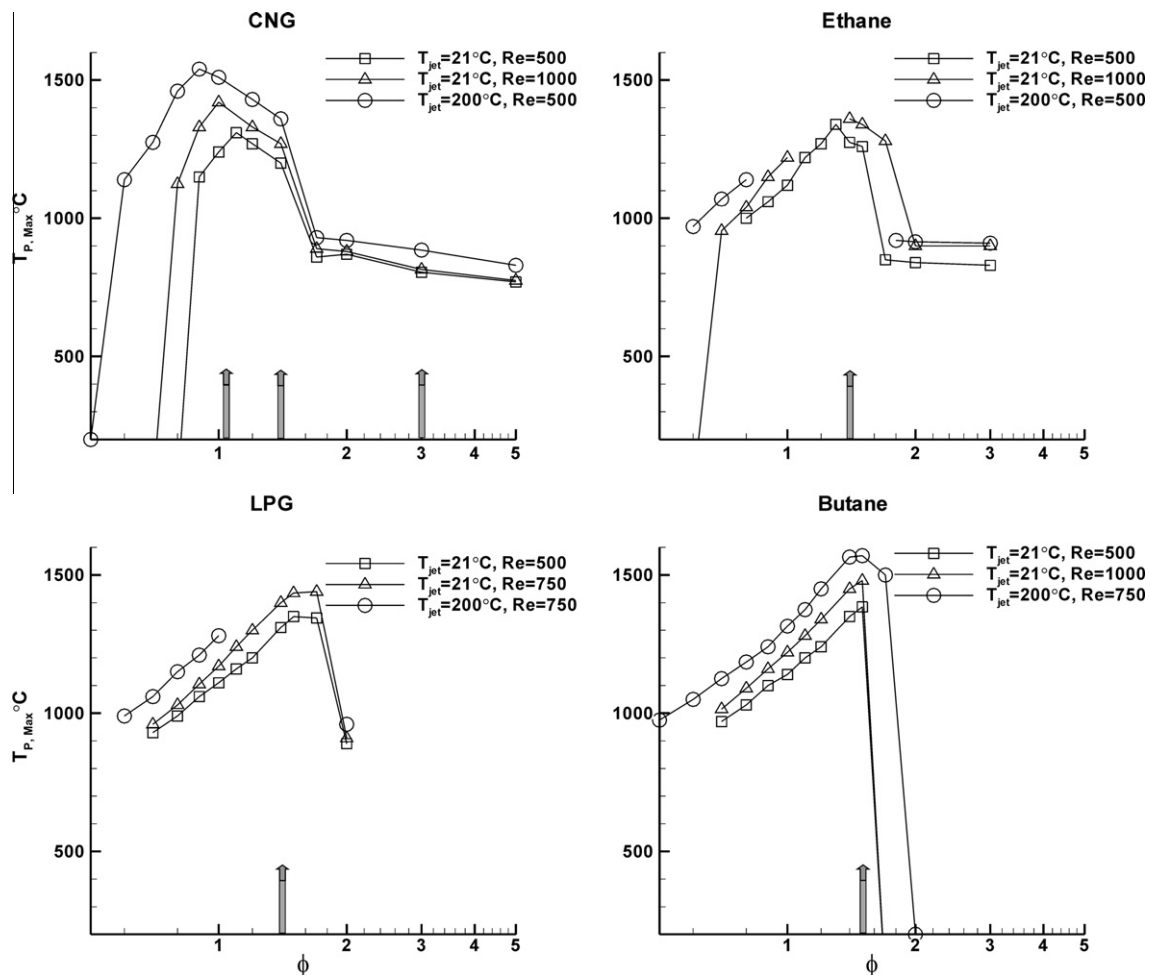 CNG
T_jet=21°C, Re=500
T_jet=21°C, Re=1000
T_jet=200°C, Re=500
1500
1000
500
T_P, Max °C
1 2 3 4 5
Ethane
T_jet=21°C, Re=500
T_jet=21°C, Re=1000
T_jet=200°C, Re=500
1500
1000
500
1 2 3 4 5
LPG
T_jet=21°C, Re=500
T_jet=21°C, Re=750
T_jet=200°C, Re=750
1500
1000
500
T_P, Max °C
1 2 3 4 5
ϕ
Butane
T_jet=21°C, Re=500
T_jet=21°C, Re=1000
T_jet=200°C, Re=750
1500
1000
500
1 2 3 4 5
ϕ